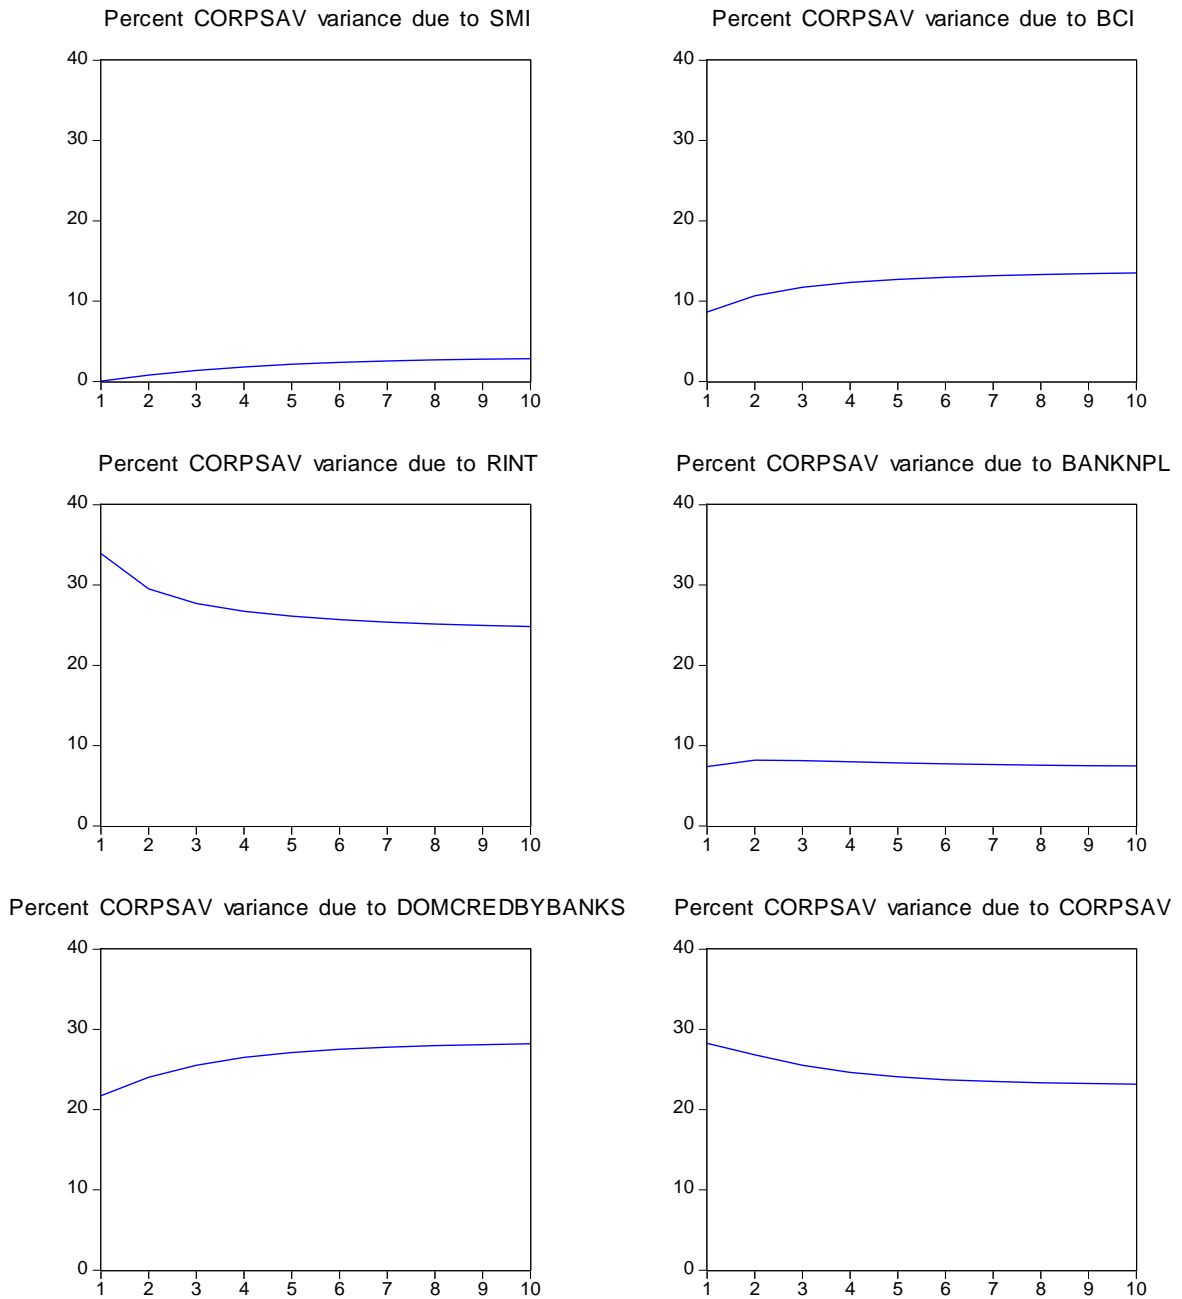 Percent CORPSAV variance due to SMI
40
30
20
10
0
1 2 3 4 5 6 7 8 9 10
Percent CORPSAV variance due to BCI
40
30
20
10
0
1 2 3 4 5 6 7 8 9 10
Percent CORPSAV variance due to RINT
40
30
20
10
0
1 2 3 4 5 6 7 8 9 10
Percent CORPSAV variance due to BANKNPL
40
30
20
10
0
1 2 3 4 5 6 7 8 9 10
Percent CORPSAV variance due to DOMCREDBYBANKS
40
30
20
10
0
1 2 3 4 5 6 7 8 9 10
Percent CORPSAV variance due to CORPSAV
40
30
20
10
0
1 2 3 4 5 6 7 8 9 10